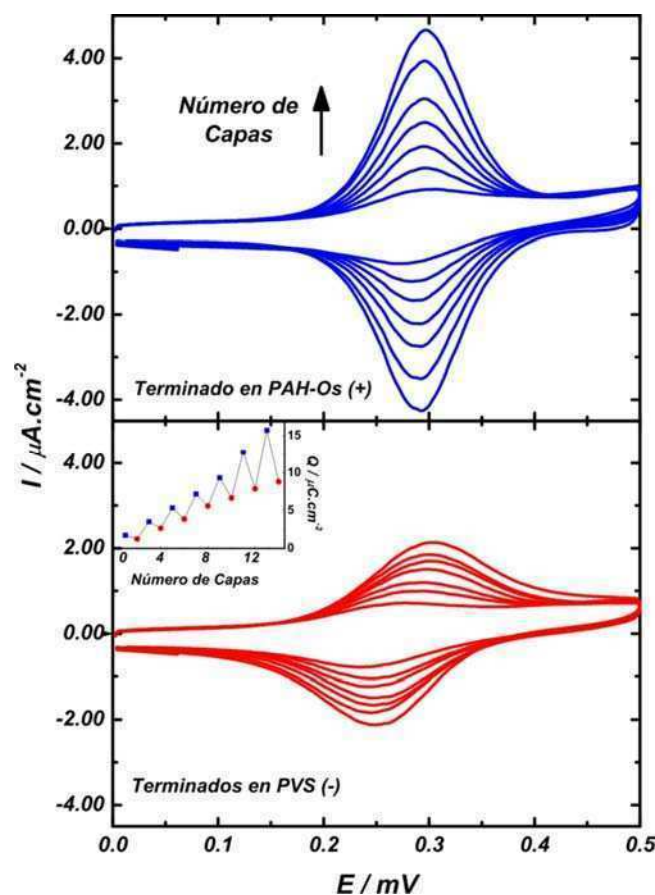 4.00
Número de
Capas
2.00
0.00
-2.00
Terminado en PAH-Os (+)
-4.00
I / μA.cm-2
4.00
15
10
5
0
Q / μC.cm-2
0 4 8 12
Número de Capas
2.00
0.00
-2.00
Terminados en PVS (-)
-4.00
0.0 0.1 0.2 0.3 0.4 0.5
E / mV